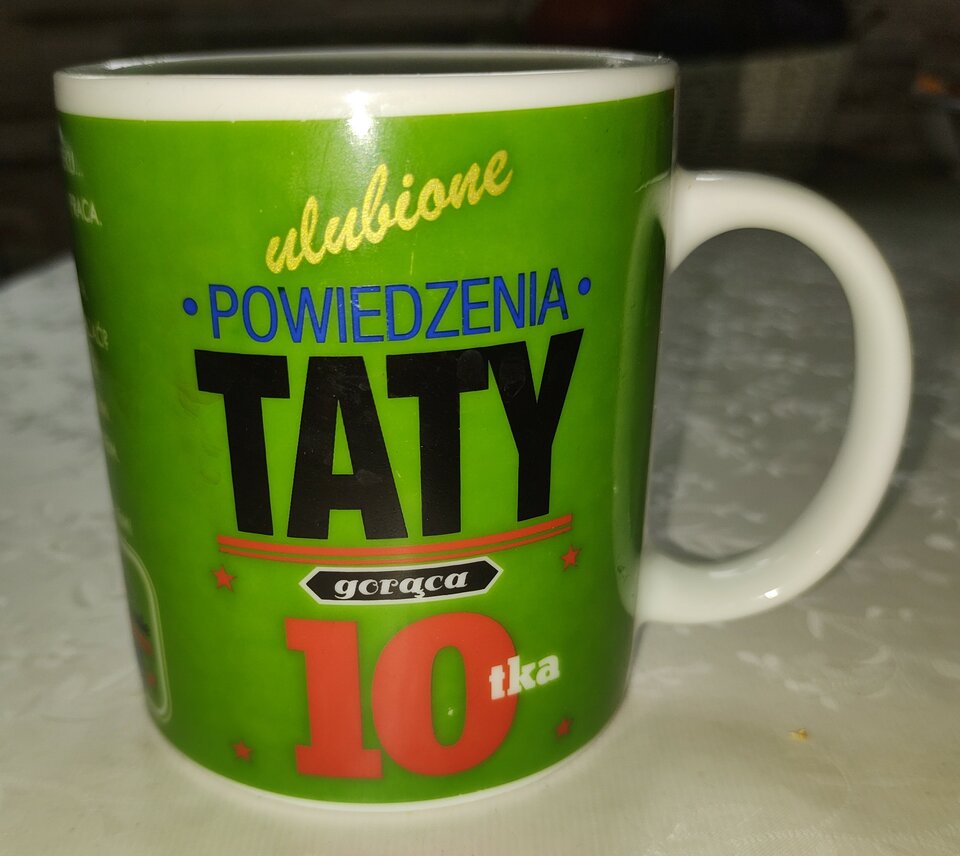 ulubione
• POWIEDZENIA •
TATY
gorąca
10tka